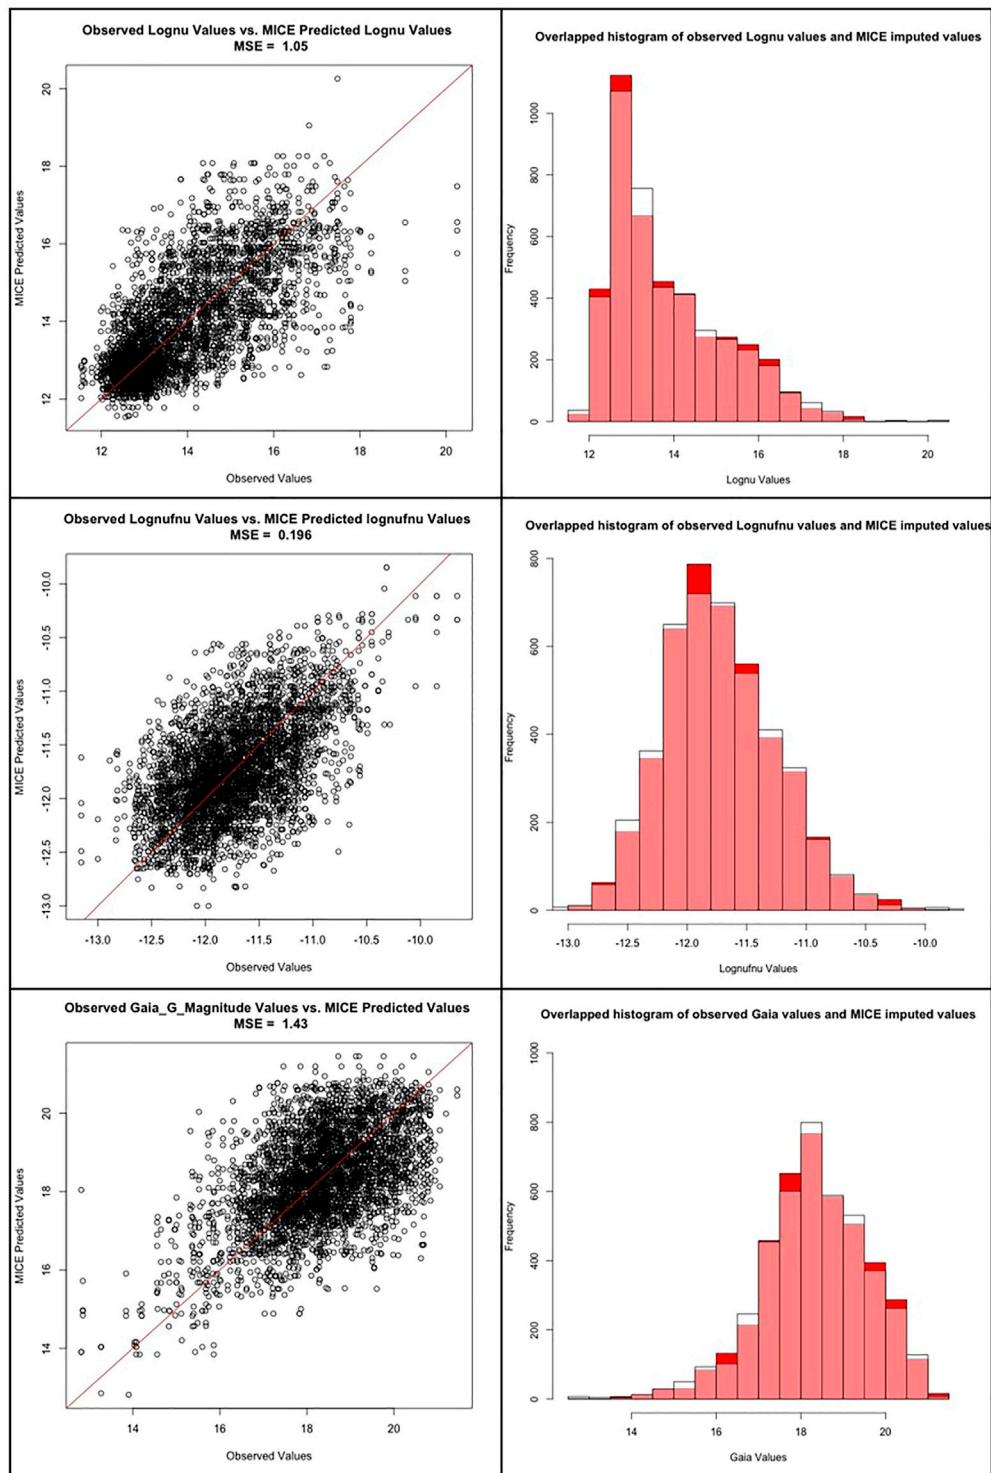 Observed Lognu Values vs. MICE Predicted Lognu Values
MSE = 1.05
20
18
16
14
12
MICE Predicted Values
12 14 16 18 20
Observed Values
Overlapped histogram of observed Lognu values and MICE imputed values
1000
800
600
400
200
0
Frequency
12 14 16 18 20
Lognu Values
Observed Lognufnu Values vs. MICE Predicted lognufnu Values
MSE = 0.196
-10.0
-10.5
-11.0
-11.5
-12.0
-12.5
-13.0
MICE Predicted Values
-13.0 -12.5 -12.0 -11.5 -11.0 -10.5 -10.0
Observed Values
Overlapped histogram of observed Lognufnu values and MICE imputed values
800
600
400
200
0
Frequency
-13.0 -12.5 -12.0 -11.5 -11.0 -10.5 -10.0
Lognufnu Values
Observed Gaia_G_Magnitude Values vs. MICE Predicted Values
MSE = 1.43
20
18
16
14
MICE Predicted Values
14 16 18 20
Observed Values
Overlapped histogram of observed Gaia values and MICE imputed values
1000
800
600
400
200
0
Frequency
14 16 18 20
Gaia Values